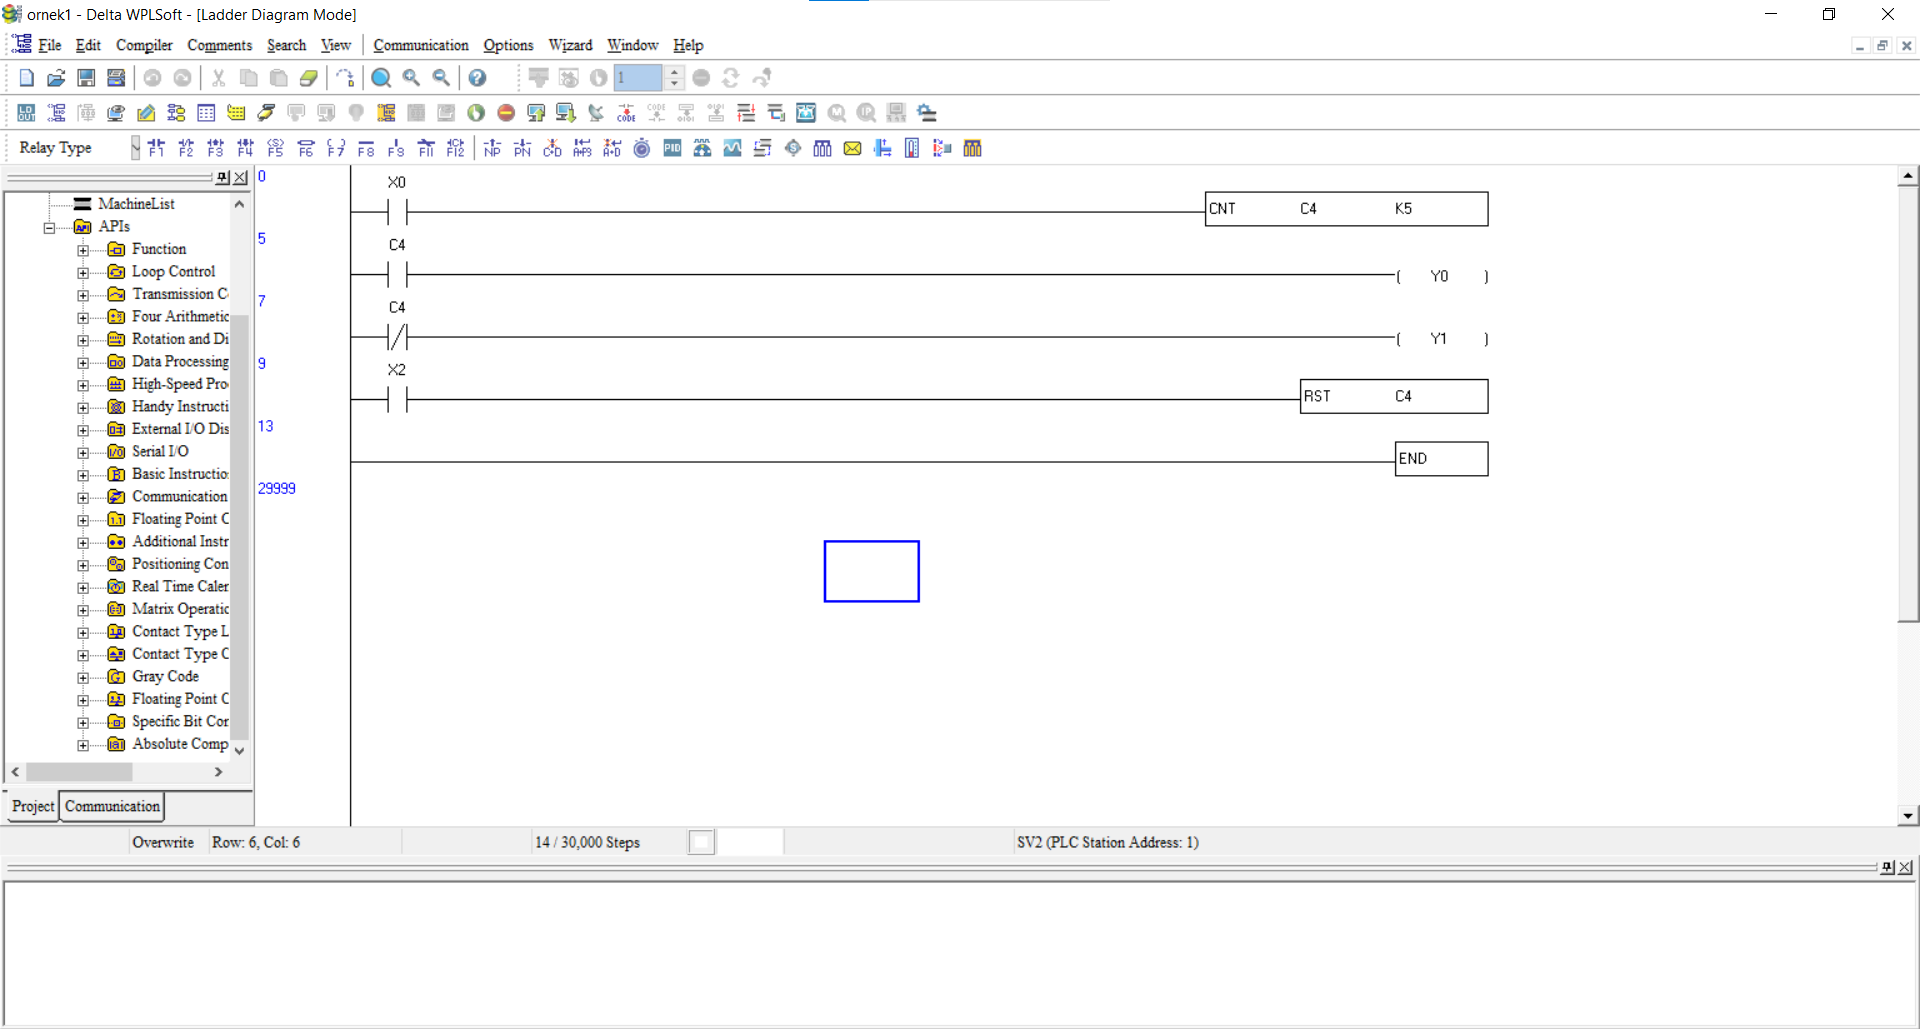 ornek1 - Delta WPLSoft - [Ladder Diagram Mode]
File Edit Compiler Comments Search View Communication Options Wizard Window Help
1
LD OUT CODE CODE
Relay Type F1 F2 F3 F4 F5 F6 F7 F8 F9 F11 F12 NP PN C+D A+P3 A+D PID
MachineList
APIs
Function
Loop Control
Transmission C
Four Arithmetic
Rotation and Di
Data Processing
High-Speed Pro
Handy Instructi
External I/O Dis
Serial I/O
Basic Instructio
Communication
Floating Point C
Additional Instr
Positioning Con
Real Time Caler
Matrix Operatic
Contact Type L
Contact Type C
Gray Code
Floating Point C
Specific Bit Cor
Absolute Comp
Project Communication
0
X0
CNT C4 K5
5
C4
Y0
7
C4
Y1
9
X2
RST C4
13
END
29999
Overwrite Row: 6, Col: 6 14 / 30,000 Steps SV2 (PLC Station Address: 1)